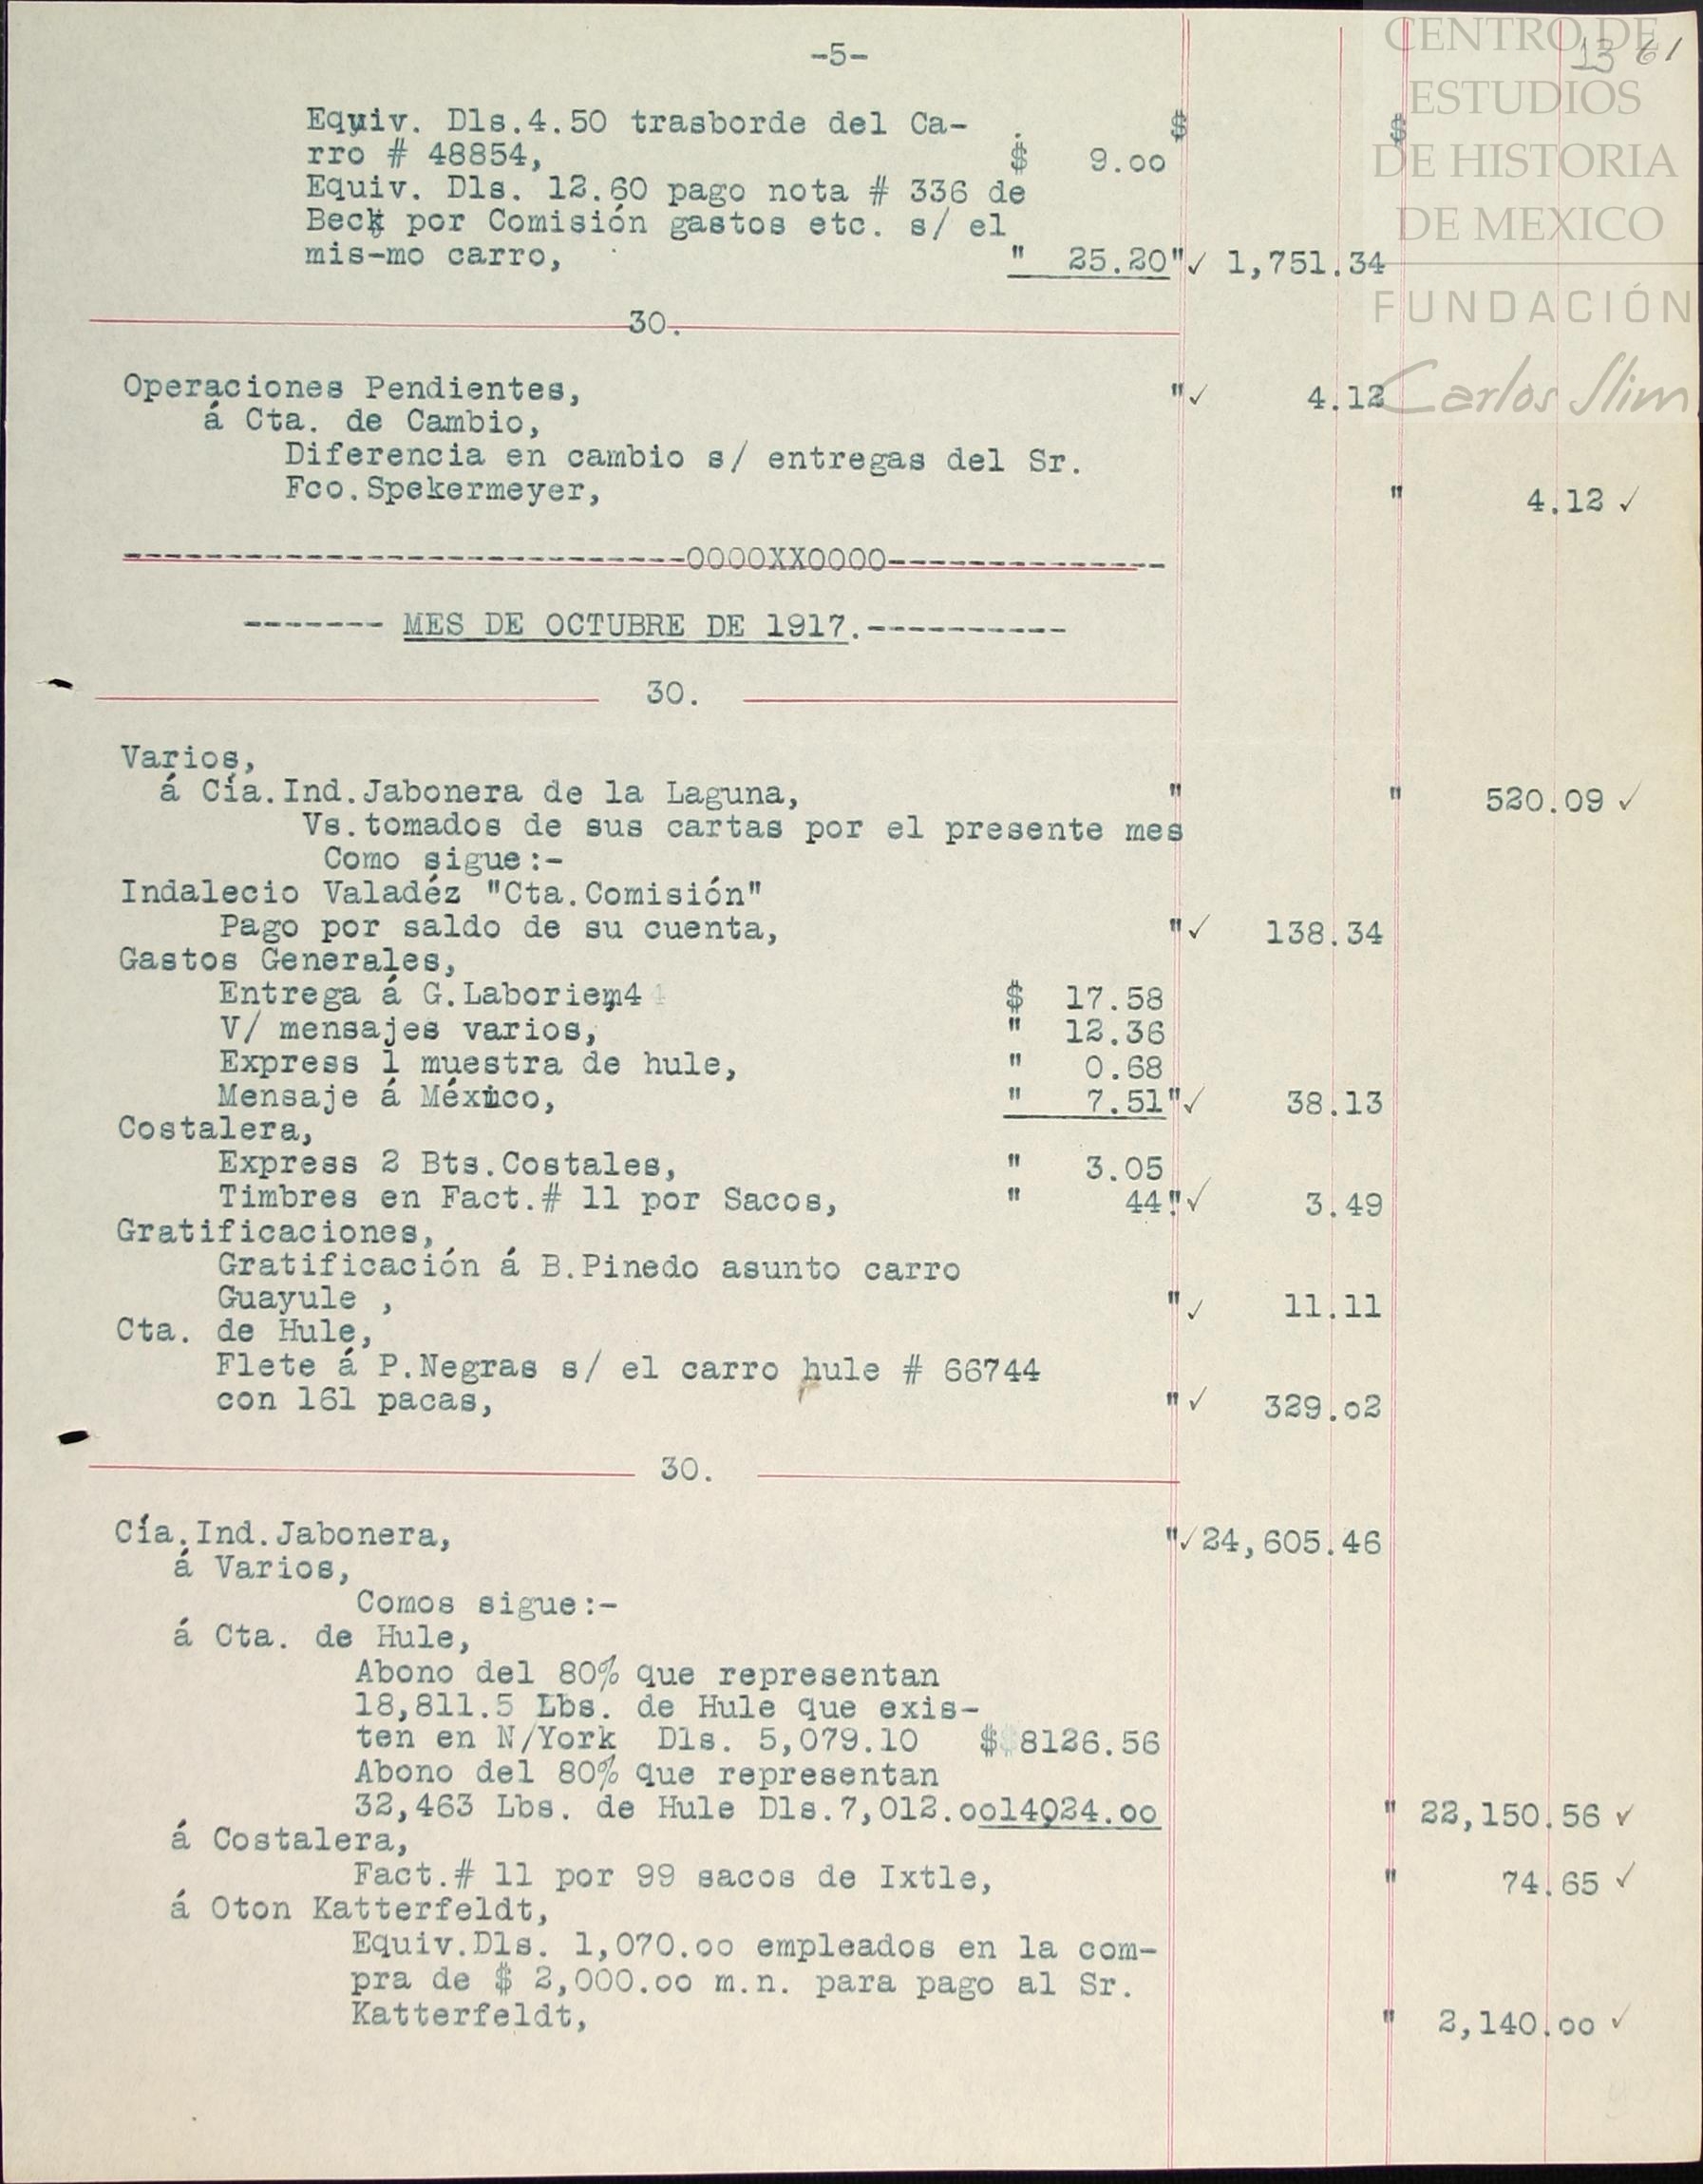 -5-
13 61
CENTRO DE
ESTUDIOS
DE HISTORIA
DE MEXICO
FUNDACIÓN
Carlos Slim
Equiv. Dls.4.50 trasborde del Ca- $ $
rro # 48854, $ 9.oo
Equiv. Dls. 12.60 pago nota # 336 de
Beck por Comisión gastos etc. s/ el
mis-mo carro, " 25.20"✓ 1,751.34
30.
Operaciones Pendientes, "✓ 4.12
á Cta. de Cambio,
Diferencia en cambio s/ entregas del Sr.
Fco.Spekermeyer, " 4.12 ✓
----------------------------OOOOXXOOOO--------------
------- MES DE OCTUBRE DE 1917.----------
30.
Varios,
á Cía.Ind.Jabonera de la Laguna, " " 520.09 ✓
Vs.tomados de sus cartas por el presente mes
Como sigue:-
Indalecio Valadéz "Cta.Comisión"
Pago por saldo de su cuenta, "✓ 138.34
Gastos Generales,
Entrega á G.Laboriem4 $ 17.58
V/ mensajes varios, " 12.36
Express 1 muestra de hule, " 0.68
Mensaje á México, " 7.51"✓ 38.13
Costalera,
Express 2 Bts.Costales, " 3.05
Timbres en Fact.# 11 por Sacos, " 44"✓ 3.49
Gratificaciones,
Gratificación á B.Pinedo asunto carro
Guayule , "✓ 11.11
Cta. de Hule,
Flete á P.Negras s/ el carro hule # 66744
con 161 pacas, "✓ 329.o2
30.
Cía.Ind.Jabonera, "✓24,605.46
á Varios,
Comos sigue:-
á Cta. de Hule,
Abono del 80% que representan
18,811.5 Lbs. de Hule que exis-
ten en N/York Dls. 5,079.10 $ 8126.56
Abono del 80% que representan
32,463 Lbs. de Hule Dls.7,012.oo14024.oo " 22,150.56 ✓
á Costalera,
Fact.# 11 por 99 sacos de Ixtle, " 74.65 ✓
á Oton Katterfeldt,
Equiv.Dls. 1,070.oo empleados en la com-
pra de $ 2,000.oo m.n. para pago al Sr.
Katterfeldt, " 2,140.oo ✓